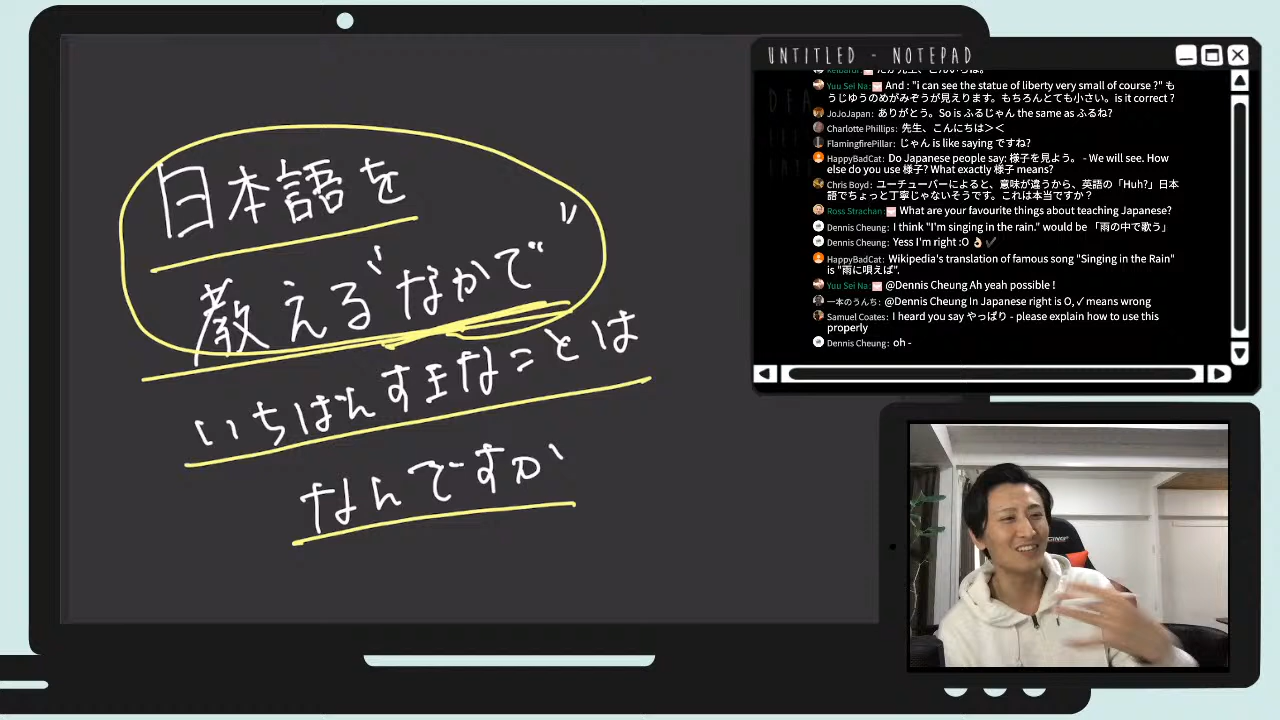 日本語を
教える"なかで"
いちばんすきなことは
なんですか
UNTITLED - NOTEPAD
Yuu Sei Na: And : "i can see the statue of liberty very small of course ?" も
うじゆうのめがみぞうが見えります。もちろんとても小さい。is it correct ?
JoJoJapan: ありがとう。So is ふるじゃん the same as ふるね?
Charlotte Phillips: 先生、こんにちは＞＜
FlamingfirePillar: じゃん is like saying ですね?
HappyBadCat: Do Japanese people say: 様子を見よう。 - We will see. How
else do you use 様子? What exactly 様子 means?
Chris Boyd: ユーチューバーによると、意味が違うから、英語の「Huh?」日本
語でちょっと丁寧じゃないそうです。これは本当ですか？
Ross Strachan: What are your favourite things about teaching Japanese?
Dennis Cheung: I think "I'm singing in the rain." would be 「雨の中で歌う」
Dennis Cheung: Yess I'm right :O 👌🏻✔
HappyBadCat: Wikipedia's translation of famous song "Singing in the Rain"
is "雨に唄えば".
Yuu Sei Na: @Dennis Cheung Ah yeah possible !
一本のうんち: @Dennis Cheung In Japanese right is O,✓ means wrong
Samuel Coates: I heard you say やっぱり - please explain how to use this
properly
Dennis Cheung: oh -